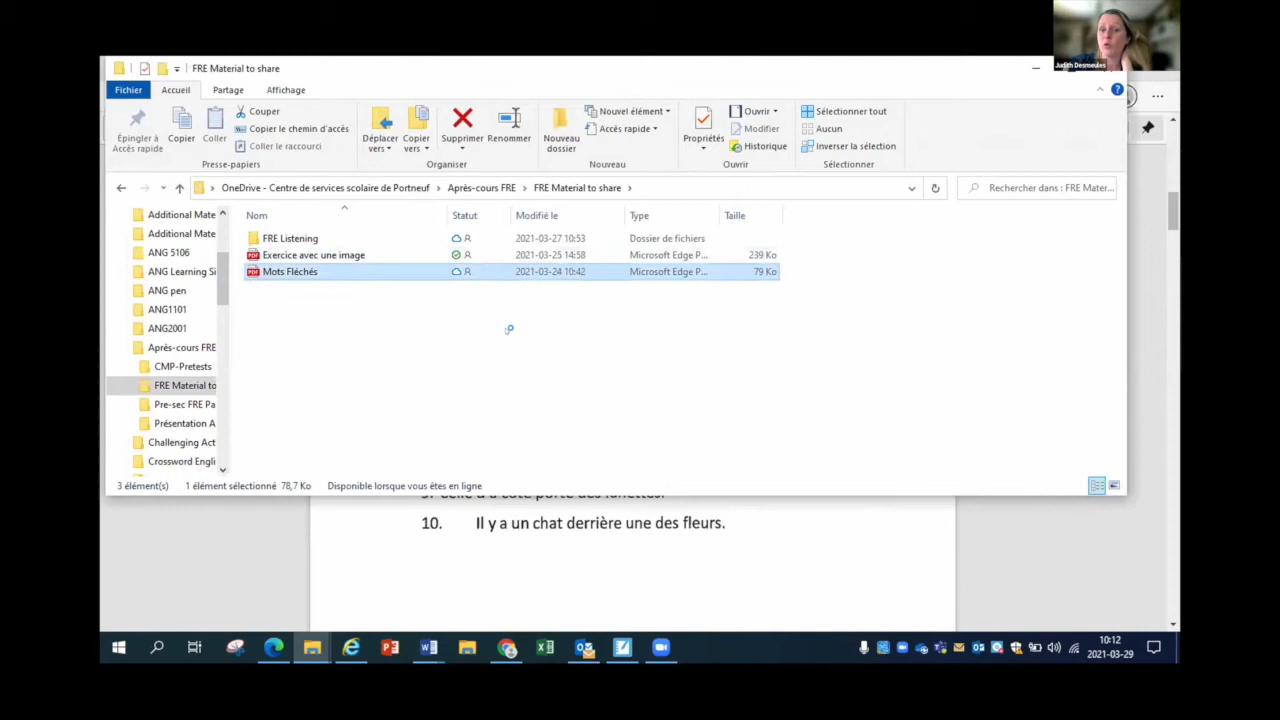 Judith Desmeules
FRE Material to share
Fichier Accueil Partage Affichage
Épingler à Accès rapide
Copier
Coller
Couper
Copier le chemin d'accès
Coller le raccourci
Presse-papiers
Déplacer vers
Copier vers
Supprimer
Renommer
Organiser
Nouveau dossier
Nouvel élément
Accès rapide
Nouveau
Propriétés
Ouvrir
Modifier
Historique
Ouvrir
Sélectionner tout
Aucun
Inverser la sélection
Sélectionner
OneDrive - Centre de services scolaire de Portneuf > Après-cours FRE > FRE Material to share >
Rechercher dans : FRE Mater...
Additional Mate
Additional Mate
ANG 5106
ANG Learning Si
ANG pen
ANG1101
ANG2001
Après-cours FRE
CMP-Pretests
FRE Material to
Pre-sec FRE Pa
Présentation A
Challenging Act
Crossword Engli
Nom Statut Modifié le Type Taille
FRE Listening 2021-03-27 10:53 Dossier de fichiers
Exercice avec une image 2021-03-25 14:58 Microsoft Edge P... 239 Ko
Mots Fléchés 2021-03-24 10:42 Microsoft Edge P... 79 Ko
3 élément(s) 1 élément sélectionné 78,7 Ko Disponible lorsque vous êtes en ligne
10. Il y a un chat derrière une des fleurs.
10:12
2021-03-29